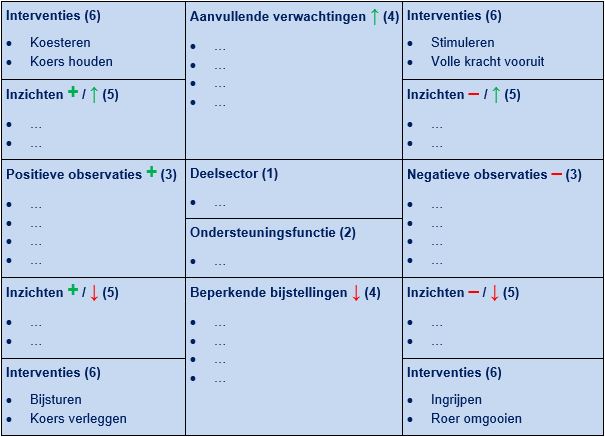 Interventies (6)
• Koesteren
• Koers houden
Inzichten + / ↑ (5)
• …
• …
Aanvullende verwachtingen ↑ (4)
• …
• …
• …
• …
Interventies (6)
• Stimuleren
• Volle kracht vooruit
Inzichten – / ↑ (5)
• …
• …
Positieve observaties + (3)
• …
• …
• …
• …
Deelsector (1)
• …
Ondersteuningsfunctie (2)
• …
Negatieve observaties – (3)
• …
• …
• …
• …
Inzichten + / ↓ (5)
• …
• …
Interventies (6)
• Bijsturen
• Koers verleggen
Beperkende bijstellingen ↓ (4)
• …
• …
• …
• …
Inzichten – / ↓ (5)
• …
• …
Interventies (6)
• Ingrijpen
• Roer omgooien